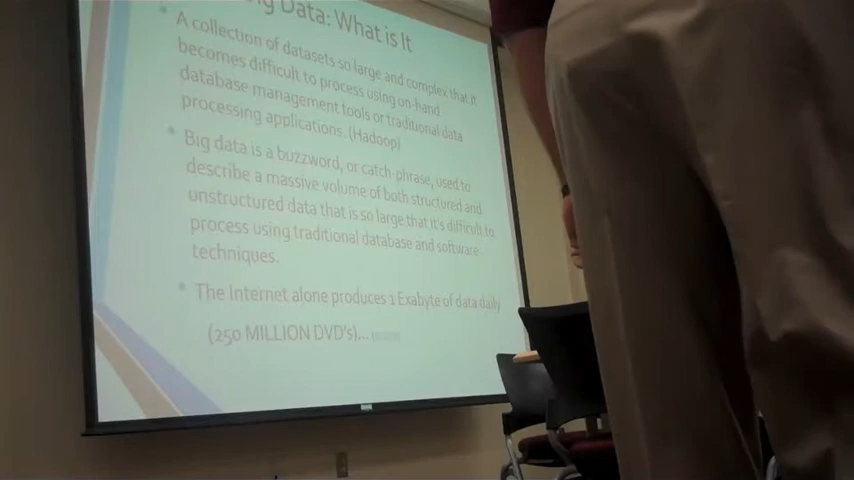 Big Data: What is It
• A collection of datasets so large and complex that it
becomes difficult to process using on-hand
database management tools or traditional data
processing applications. (Hadoop)
• Big data is a buzzword, or catch-phrase, used to
describe a massive volume of both structured and
unstructured data that is so large that it's difficult to
process using traditional database and software
techniques.
• The Internet alone produces 1 Exabyte of data daily
(250 MILLION DVD's)...